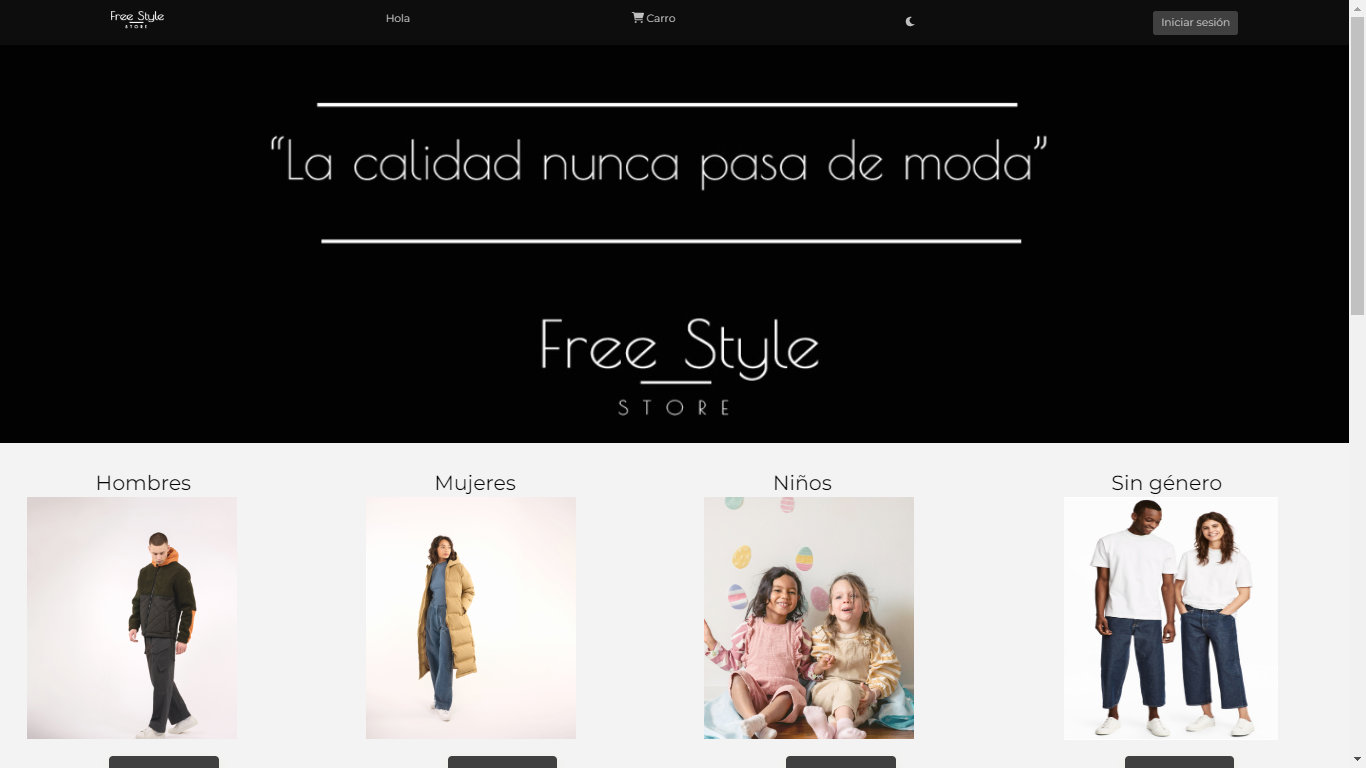 Free Style
STORE
Hola
Carro
Iniciar sesión
“La calidad nunca pasa de moda”
Free Style
STORE
Hombres
Mujeres
Niños
Sin género